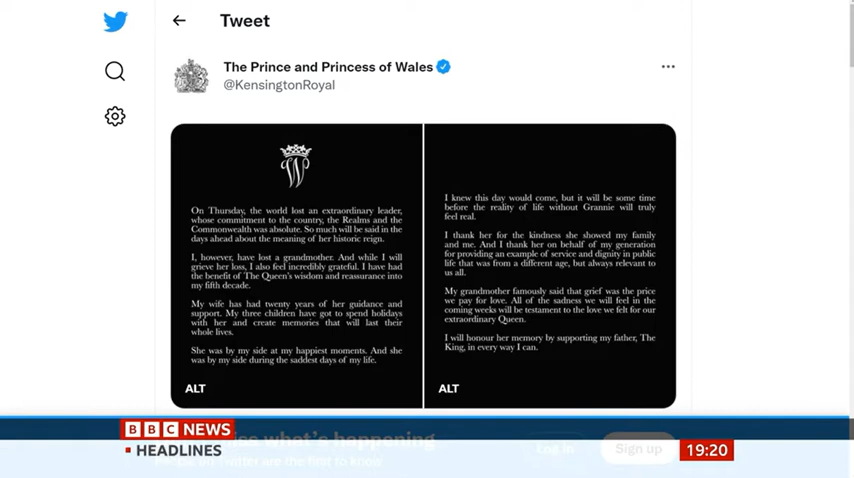 Tweet
The Prince and Princess of Wales
@KensingtonRoyal
W
On Thursday, the world lost an extraordinary leader,
whose commitment to the country, the Realms and the
Commonwealth was absolute. So much will be said in the
days ahead about the meaning of her historic reign.
I, however, have lost a grandmother. And while I will
grieve her loss, I also feel incredibly grateful. I have had
the benefit of The Queen's wisdom and reassurance into
my fifth decade.
My wife has had twenty years of her guidance and
support. My three children have got to spend holidays
with her and create memories that will last their
whole lives.
She was by my side at my happiest moments. And she
was by my side during the saddest days of my life.
ALT
I knew this day would come, but it will be some time
before the reality of life without Grannie will truly
feel real.
I thank her for the kindness she showed my family
and me. And I thank her on behalf of my generation
for providing an example of service and dignity in public
life that was from a different age, but always relevant to
us all.
My grandmother famously said that grief was the price
we pay for love. All of the sadness we will feel in the
coming weeks will be testament to the love we felt for our
extraordinary Queen.
I will honour her memory by supporting my father, The
King, in every way I can.
ALT
what's happening
on Twitter are the first to know
Log in
Sign up
BBC NEWS
HEADLINES
19:20